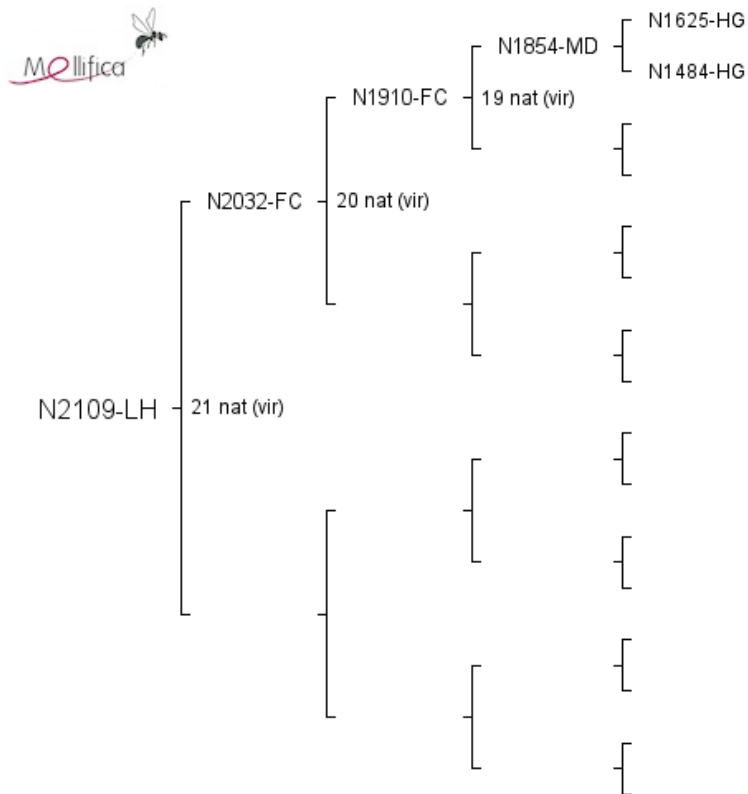 Mellifica
N1625-HG
N1854-MD
N1484-HG
N1910-FC
19 nat (vir)
N2032-FC
20 nat (vir)
N2109-LH
21 nat (vir)